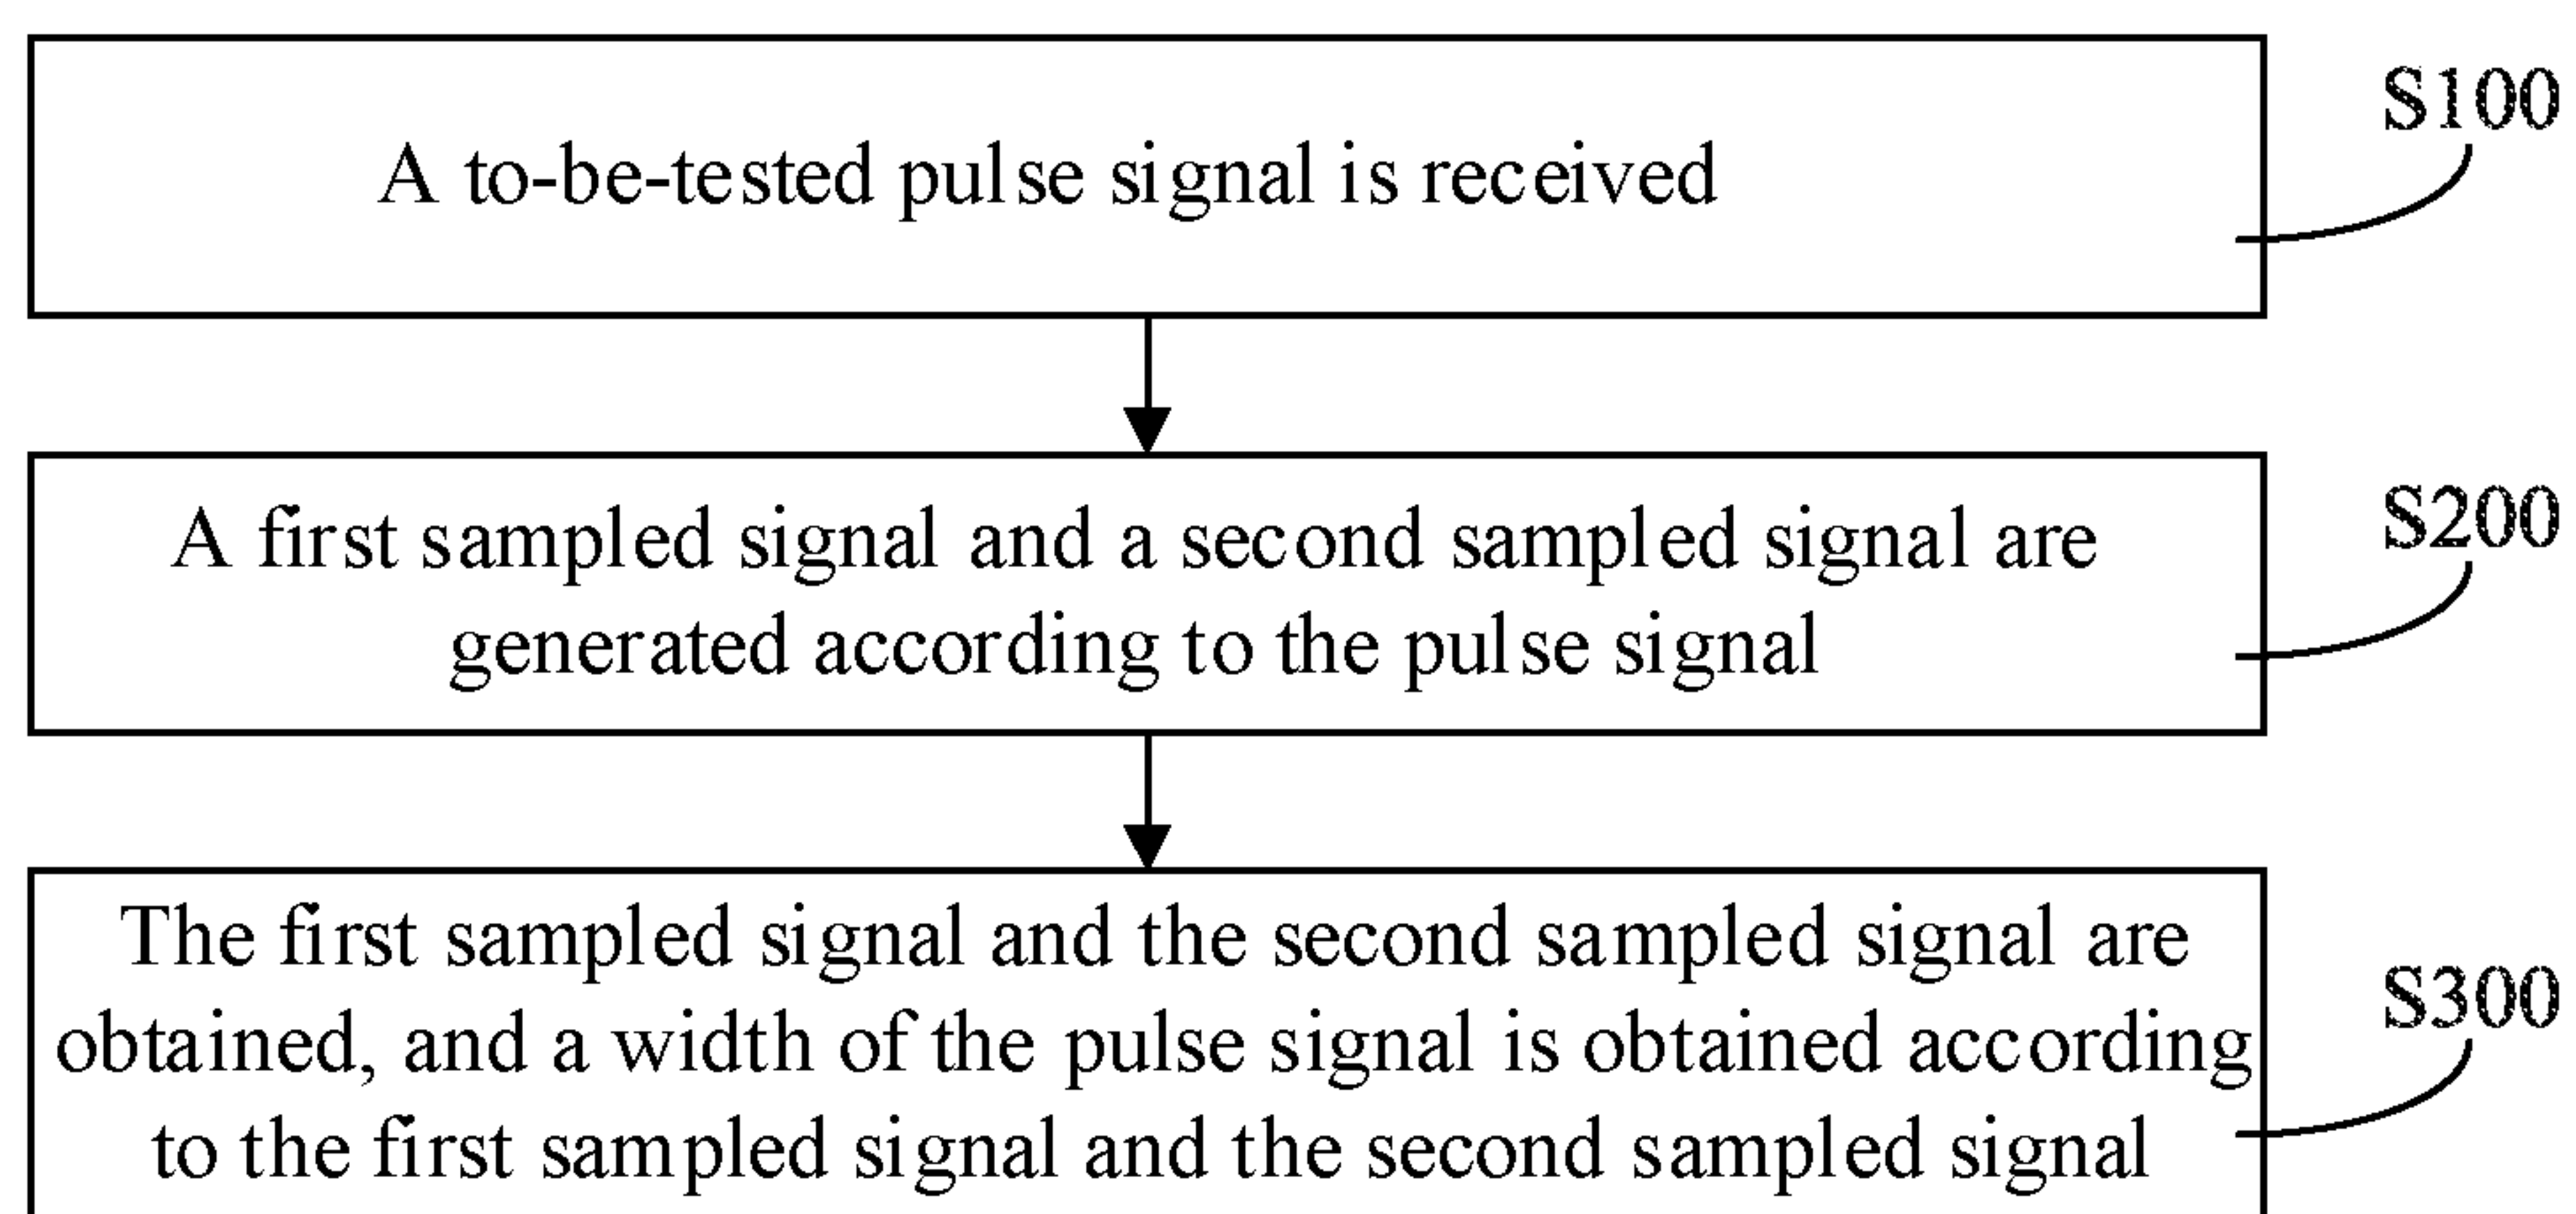 A to-be-tested pulse signal is received
S100
A first sampled signal and a second sampled signal are
generated according to the pulse signal
S200
The first sampled signal and the second sampled signal are
obtained, and a width of the pulse signal is obtained according
to the first sampled signal and the second sampled signal
S300